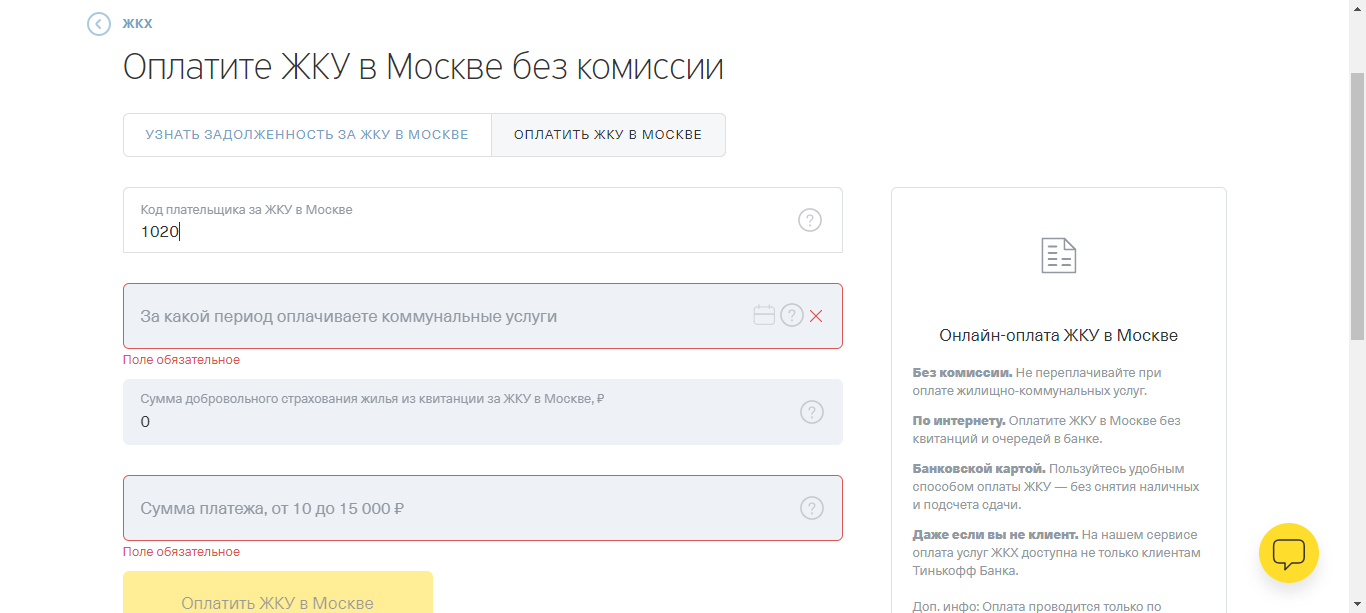 ЖКХ
Оплатите ЖКУ в Москве без комиссии
УЗНАТЬ ЗАДОЛЖЕННОСТЬ ЗА ЖКУ В МОСКВЕ
ОПЛАТИТЬ ЖКУ В МОСКВЕ
Код плательщика за ЖКУ в Москве
1020
?
За какой период оплачиваете коммунальные услуги
?
Поле обязательное
Сумма добровольного страхования жилья из квитанции за ЖКУ в Москве, ₽
0
?
Сумма платежа, от 10 до 15 000 ₽
?
Поле обязательное
Оплатить ЖКУ в Москве
Онлайн-оплата ЖКУ в Москве
Без комиссии. Не переплачивайте при
оплате жилищно-коммунальных услуг.
По интернету. Оплатите ЖКУ в Москве без
квитанций и очередей в банке.
Банковской картой. Пользуйтесь удобным
способом оплаты ЖКУ — без снятия наличных
и подсчета сдачи.
Даже если вы не клиент. На нашем сервисе
оплата услуг ЖКХ доступна не только клиентам
Тинькофф Банка.
Доп. инфо: Оплата проводится только по